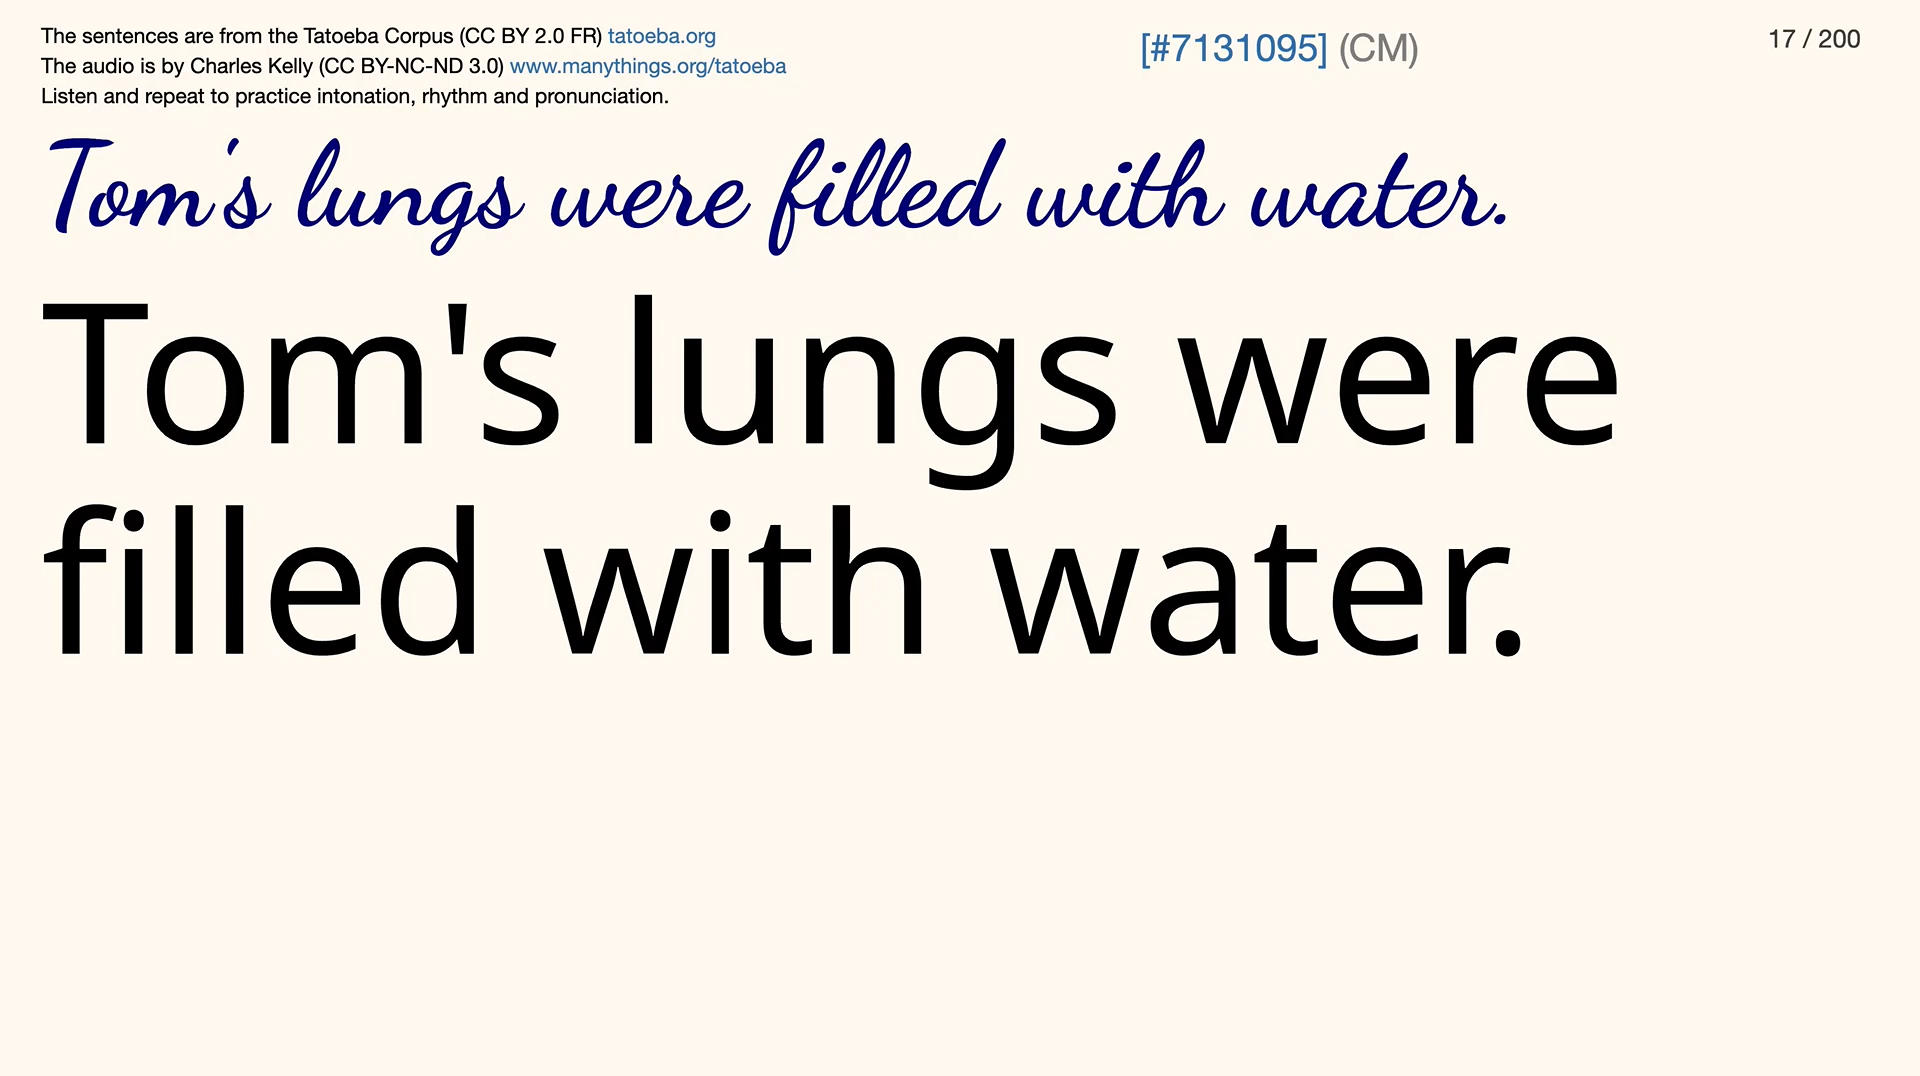 The sentences are from the Tatoeba Corpus (CC BY 2.0 FR) tatoeba.org
The audio is by Charles Kelly (CC BY-NC-ND 3.0) www.manythings.org/tatoeba
Listen and repeat to practice intonation, rhythm and pronunciation.
[#7131095] (CM)
17 / 200
Tom's lungs were filled with water.
Tom's lungs were
filled with water.